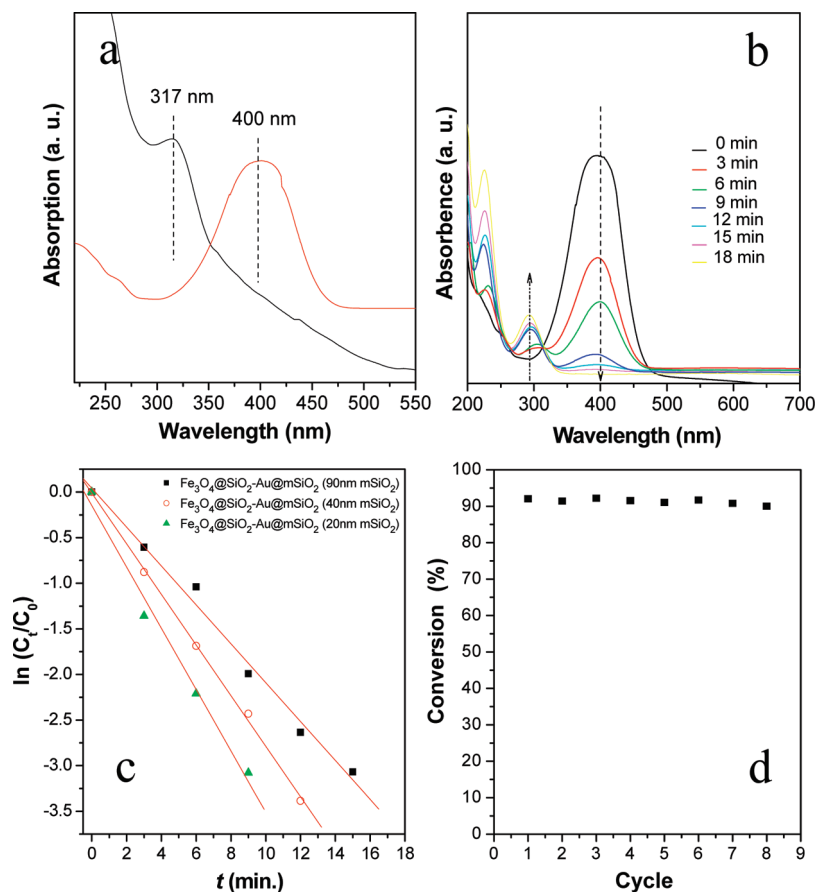 a
317 nm
400 nm
Absorption (a. u.)
250 300 350 400 450 500 550
Wavelength (nm)
b
0 min
3 min
6 min
9 min
12 min
15 min
18 min
Absorbence (a. u.)
200 300 400 500 600 700
Wavelength (nm)
c
Fe₃O₄@SiO₂-Au@mSiO₂ (90nm mSiO₂)
Fe₃O₄@SiO₂-Au@mSiO₂ (40nm mSiO₂)
Fe₃O₄@SiO₂-Au@mSiO₂ (20nm mSiO₂)
ln (Cₜ/C₀)
0.0
-0.5
-1.0
-1.5
-2.0
-2.5
-3.0
-3.5
0 2 4 6 8 10 12 14 16 18
t (min.)
d
Conversion (%)
100
90
80
70
60
50
40
30
20
10
0
0 1 2 3 4 5 6 7 8 9
Cycle